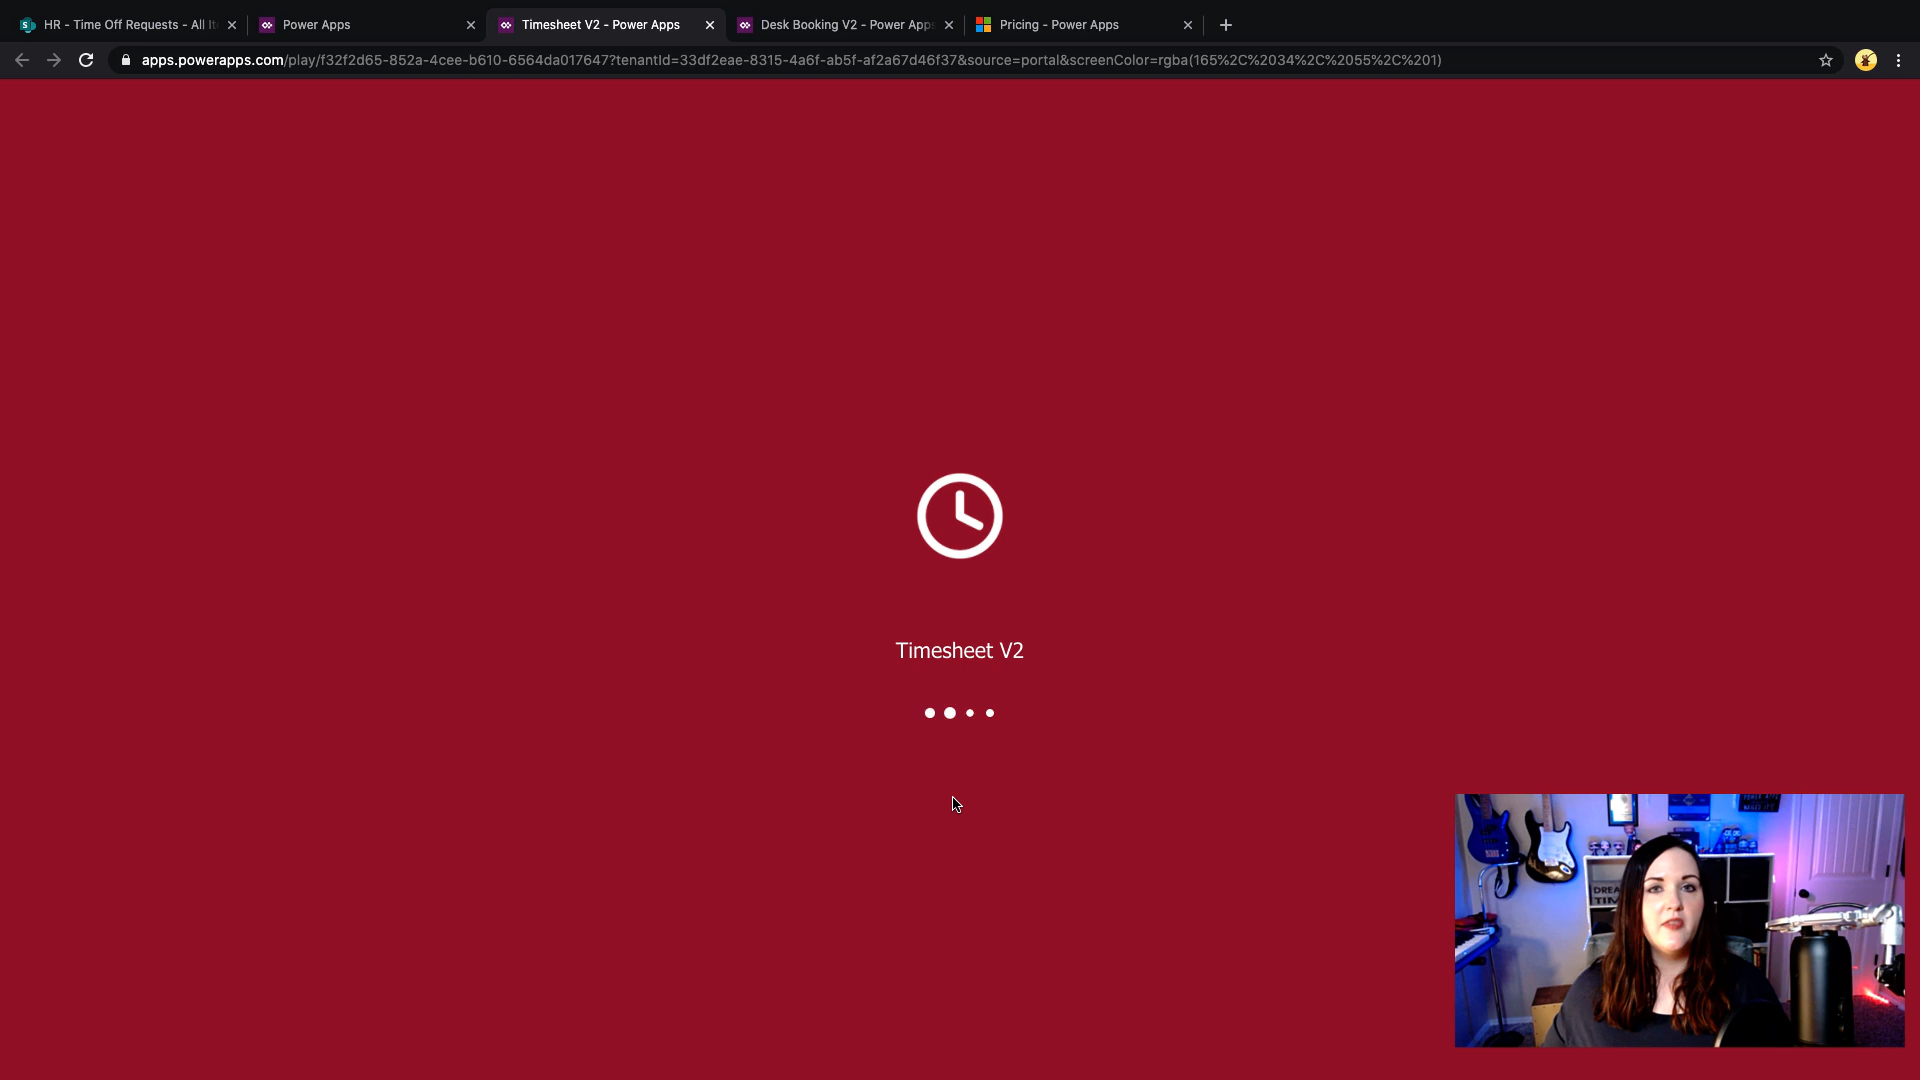 HR - Time Off Requests - All It
Power Apps
Timesheet V2 - Power Apps
Desk Booking V2 - Power Apps
Pricing - Power Apps
apps.powerapps.com/play/f32f2d65-852a-4cee-b610-6564da017647?tenantId=33df2eae-8315-4a6f-ab5f-af2a67d46f37&source=portal&screenColor=rgba(165%2C%2034%2C%2055%2C%201)
Timesheet V2